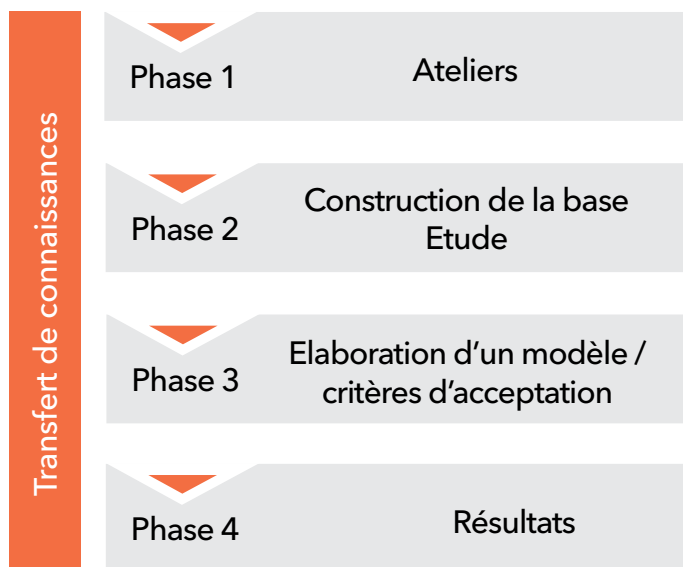 Transfert de connaissances
Phase 1
Ateliers
Phase 2
Construction de la base
Etude
Phase 3
Elaboration d’un modèle /
critères d’acceptation
Phase 4
Résultats